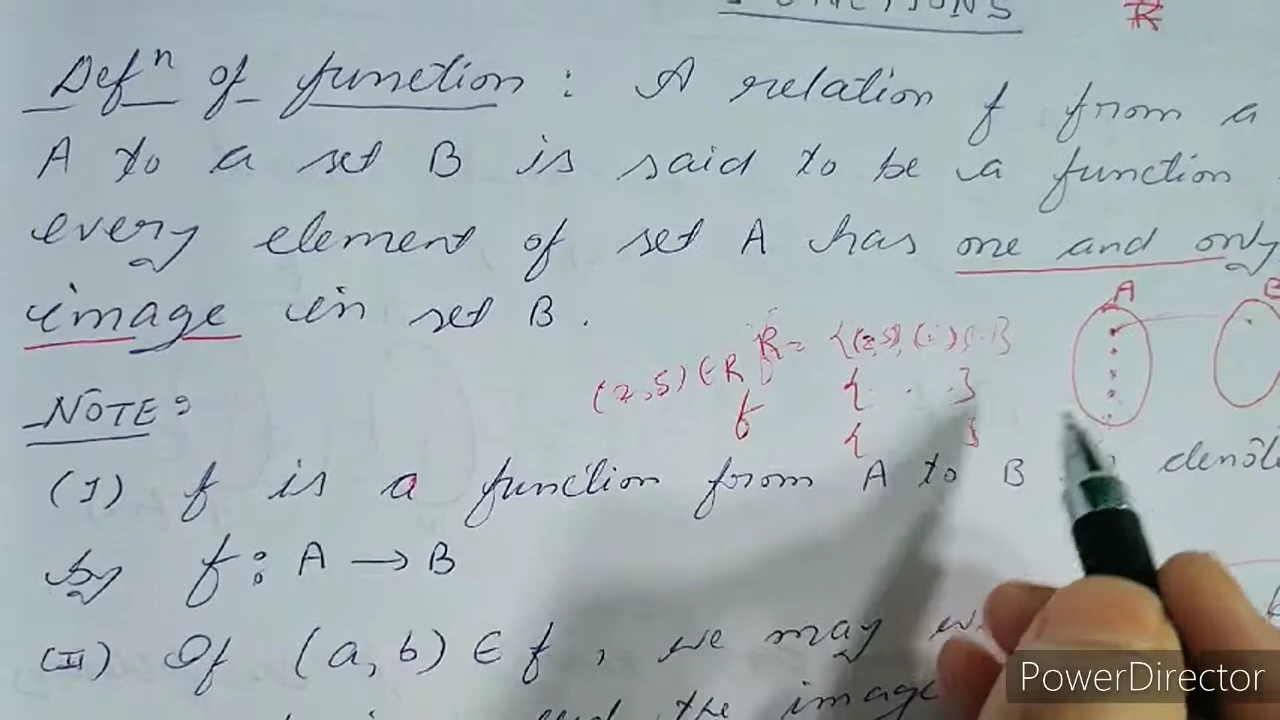 FUNCTIONS
R
Defⁿ of function : A relation f from a
A to a set B is said to be a function
every element of set A has one and only
image in set B.
A B
R = {(2,5), (
(2,5) ∈ R { . . }
f { }
NOTE:
(I) f is a function from A to B denote
by f : A → B
(II) If (a, b) ∈ f , we may
the image
PowerDirector